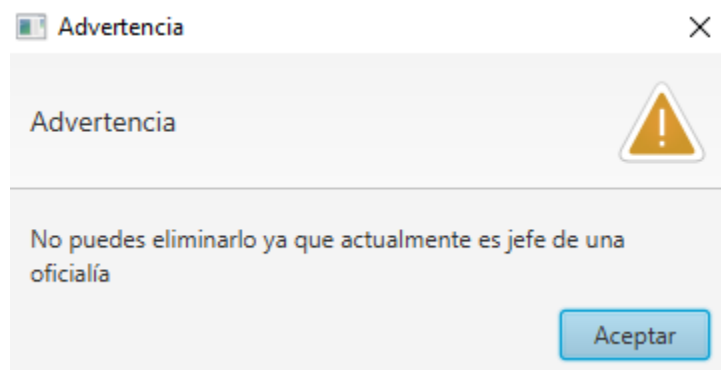 Advertencia
Advertencia
No puedes eliminarlo ya que actualmente es jefe de una
oficialía
Aceptar